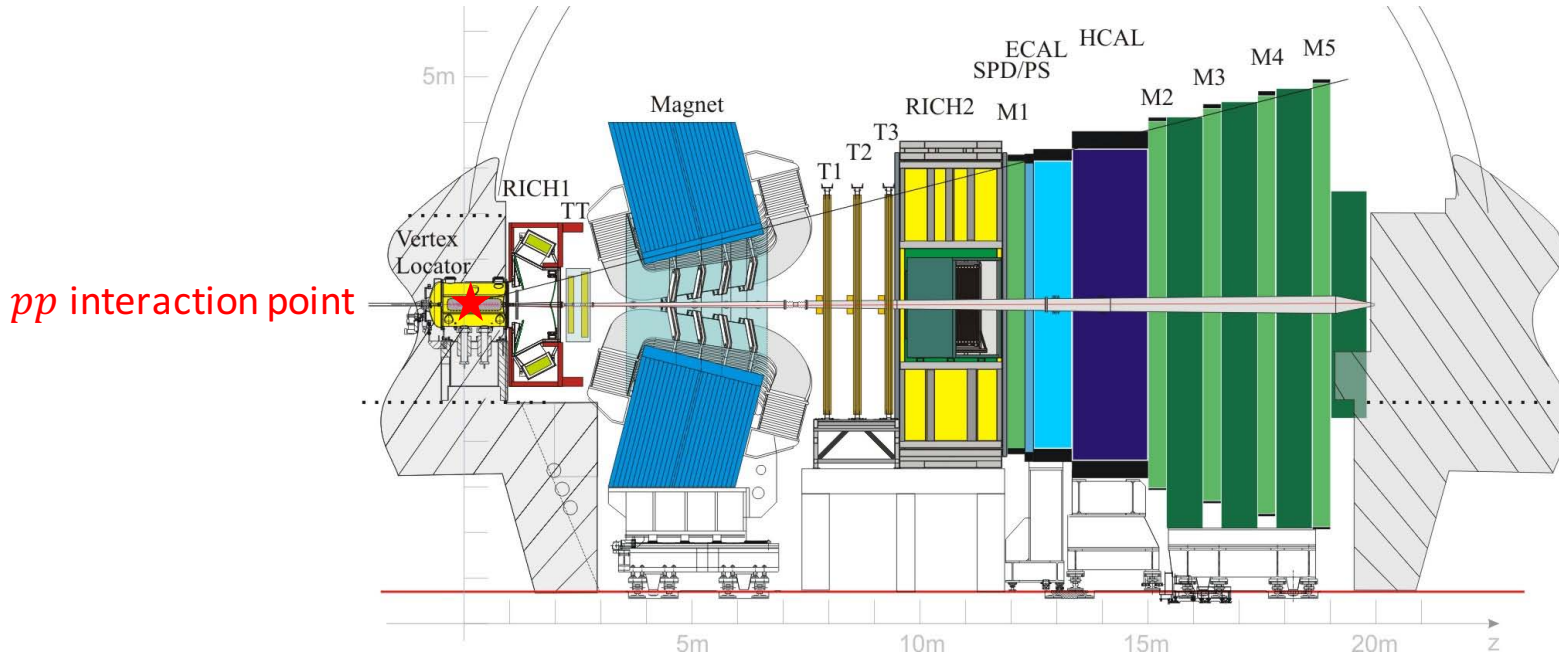 HCAL
M5
ECAL
M4
SPD/PS
5m
M3
M2
Magnet
RICH2
M1
T3
T2
T1
RICH1
TT
Vertex
Locator
𝑝𝑝 interaction point
5m
10m
15m
20m
z